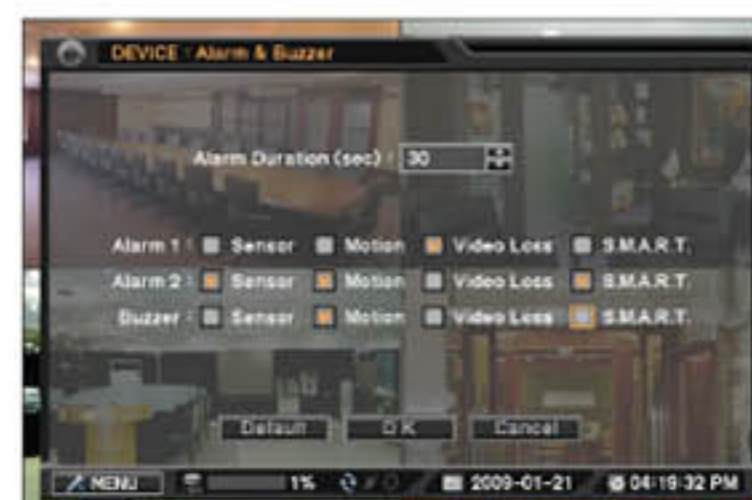 DEVICE : Alarm & Buzzer
Alarm Duration (sec) : 30
Alarm 1 : Sensor Motion Video Loss S.M.A.R.T.
Alarm 2 : Sensor Motion Video Loss S.M.A.R.T.
Buzzer : Sensor Motion Video Loss S.M.A.R.T.
Default OK Cancel
MENU 1% 2009-01-21 04:19:32 PM